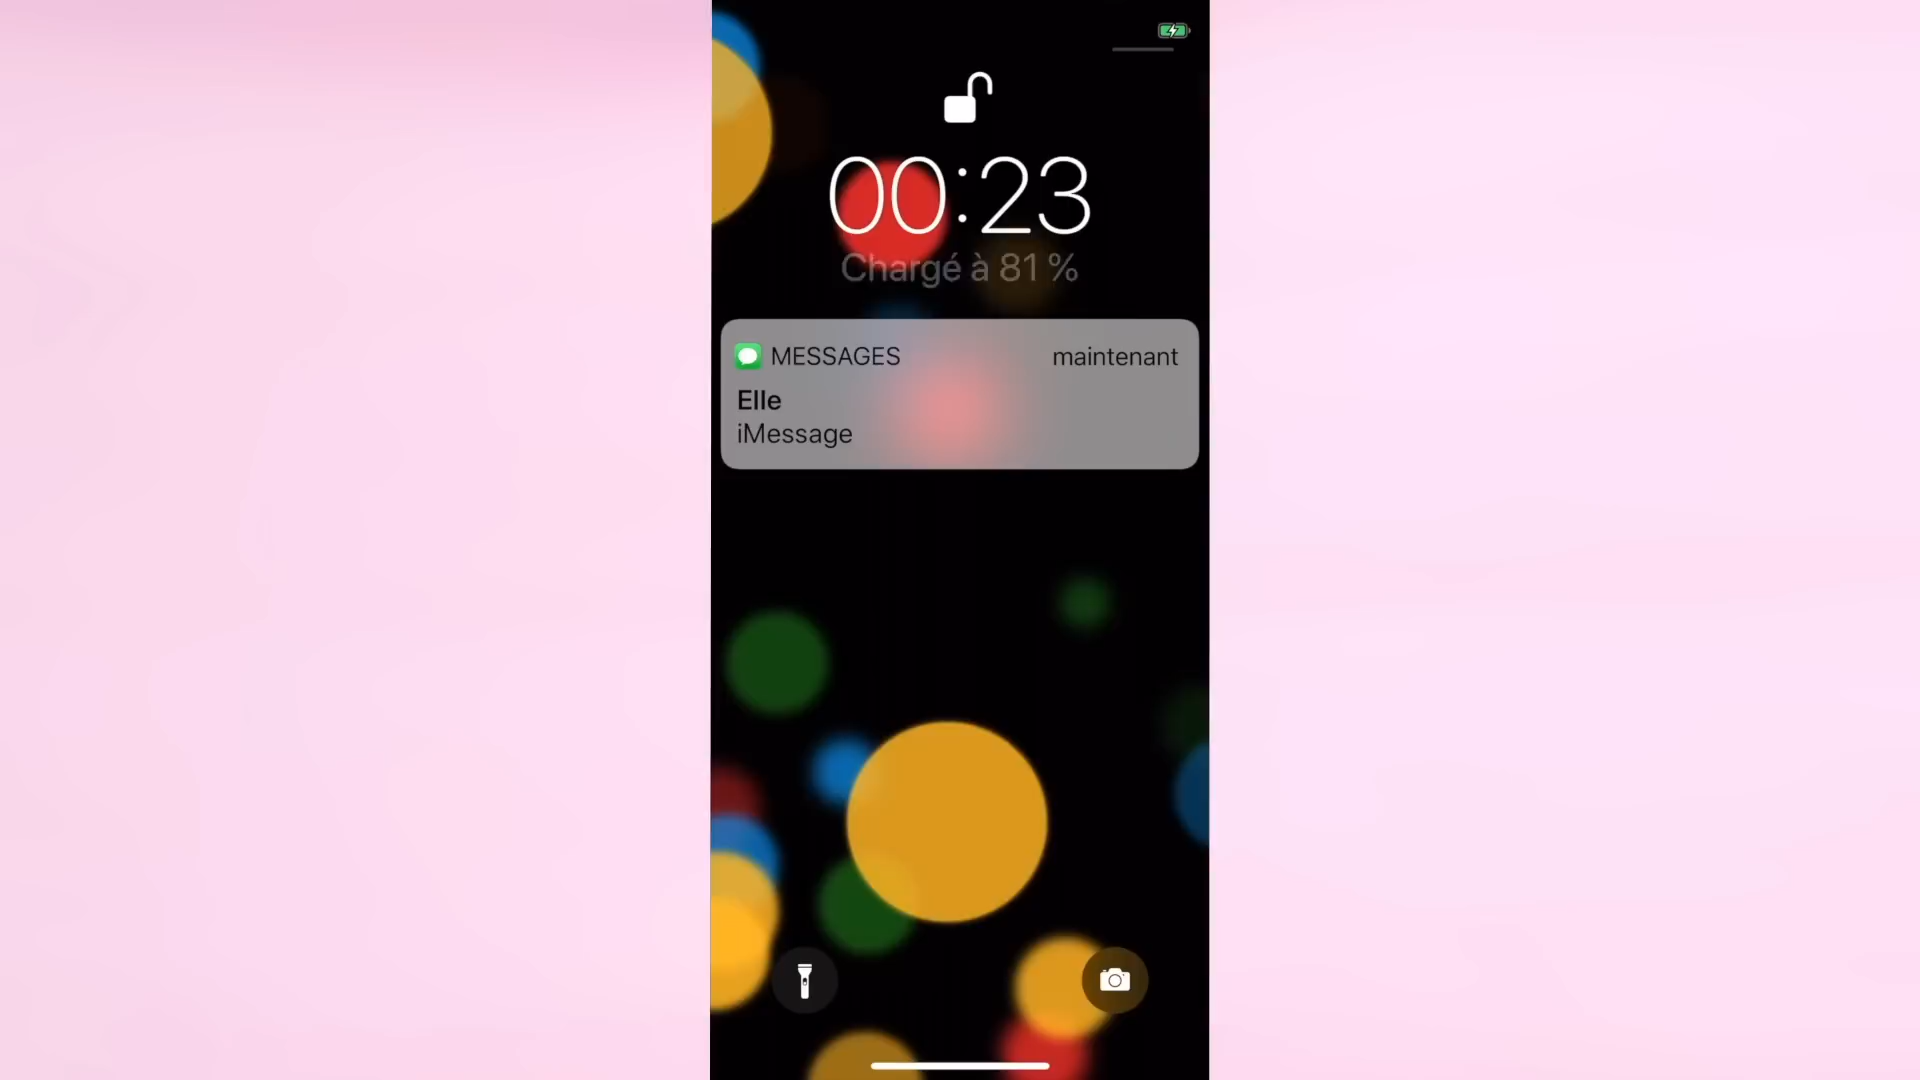 00:23
Chargé à 81 %
MESSAGES maintenant
Elle
iMessage